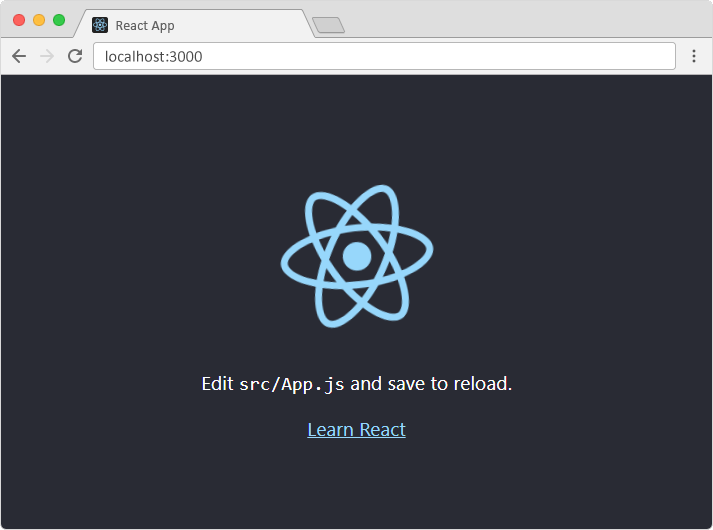 React App
localhost:3000
Edit src/App.js and save to reload.
Learn React